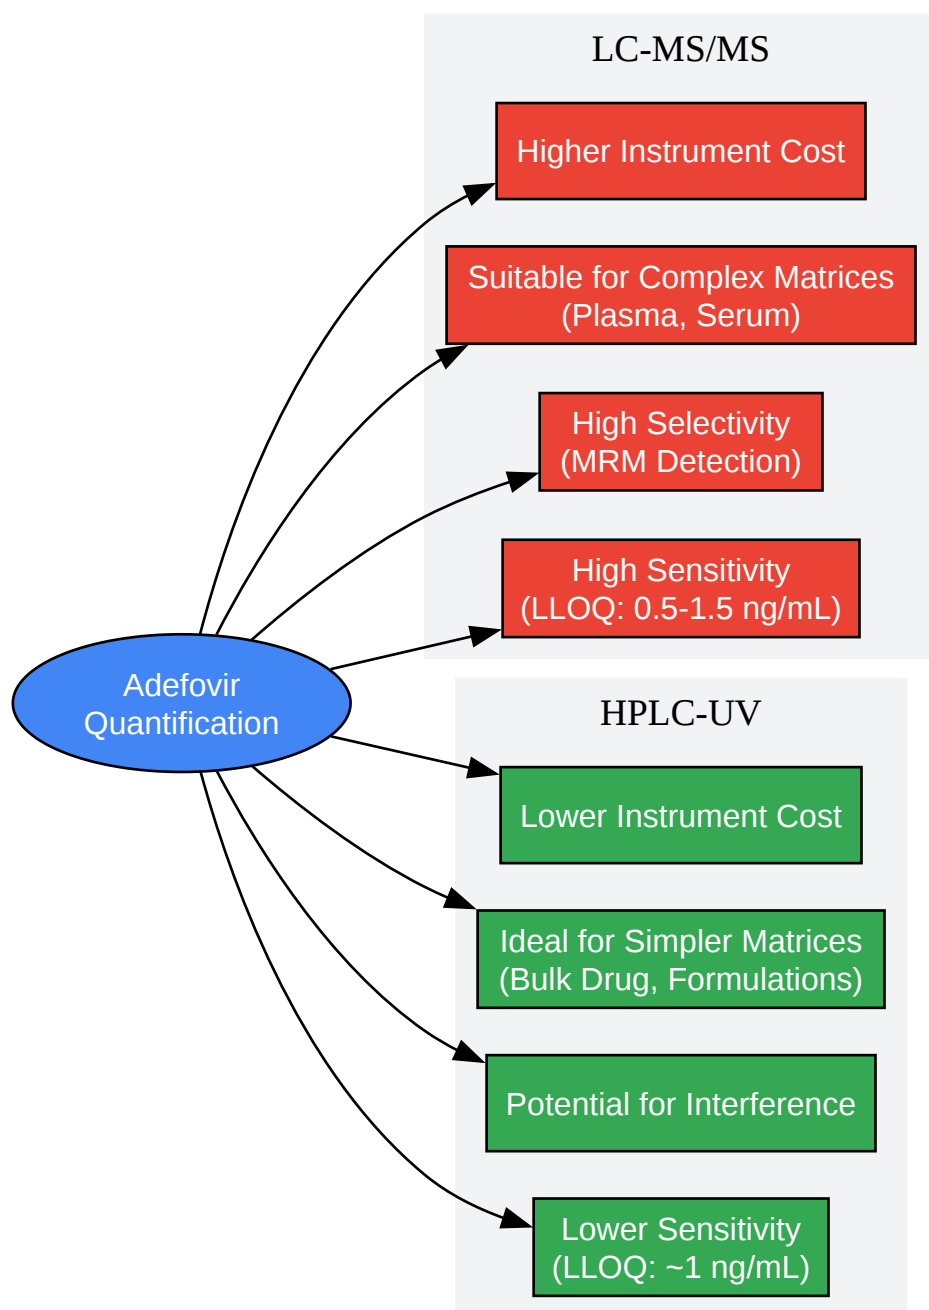 LC-MS/MS
Higher Instrument Cost
Suitable for Complex Matrices
(Plasma, Serum)
High Selectivity
(MRM Detection)
High Sensitivity
(LLOQ: 0.5-1.5 ng/mL)
Adefovir
Quantification
HPLC-UV
Lower Instrument Cost
Ideal for Simpler Matrices
(Bulk Drug, Formulations)
Potential for Interference
Lower Sensitivity
(LLOQ: ~1 ng/mL)